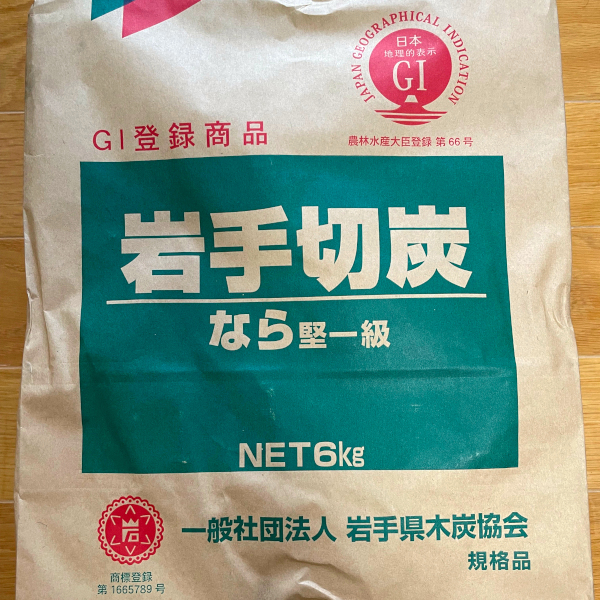 JAPAN GEOGRAPHICAL INDICATION
日本
地理的表示
GI
農林水産大臣登録 第66号
GI登録商品
岩手切炭
なら堅一級
NET6kg
岩
商標登録
第1665789号
一般社団法人 岩手県木炭協会
規格品